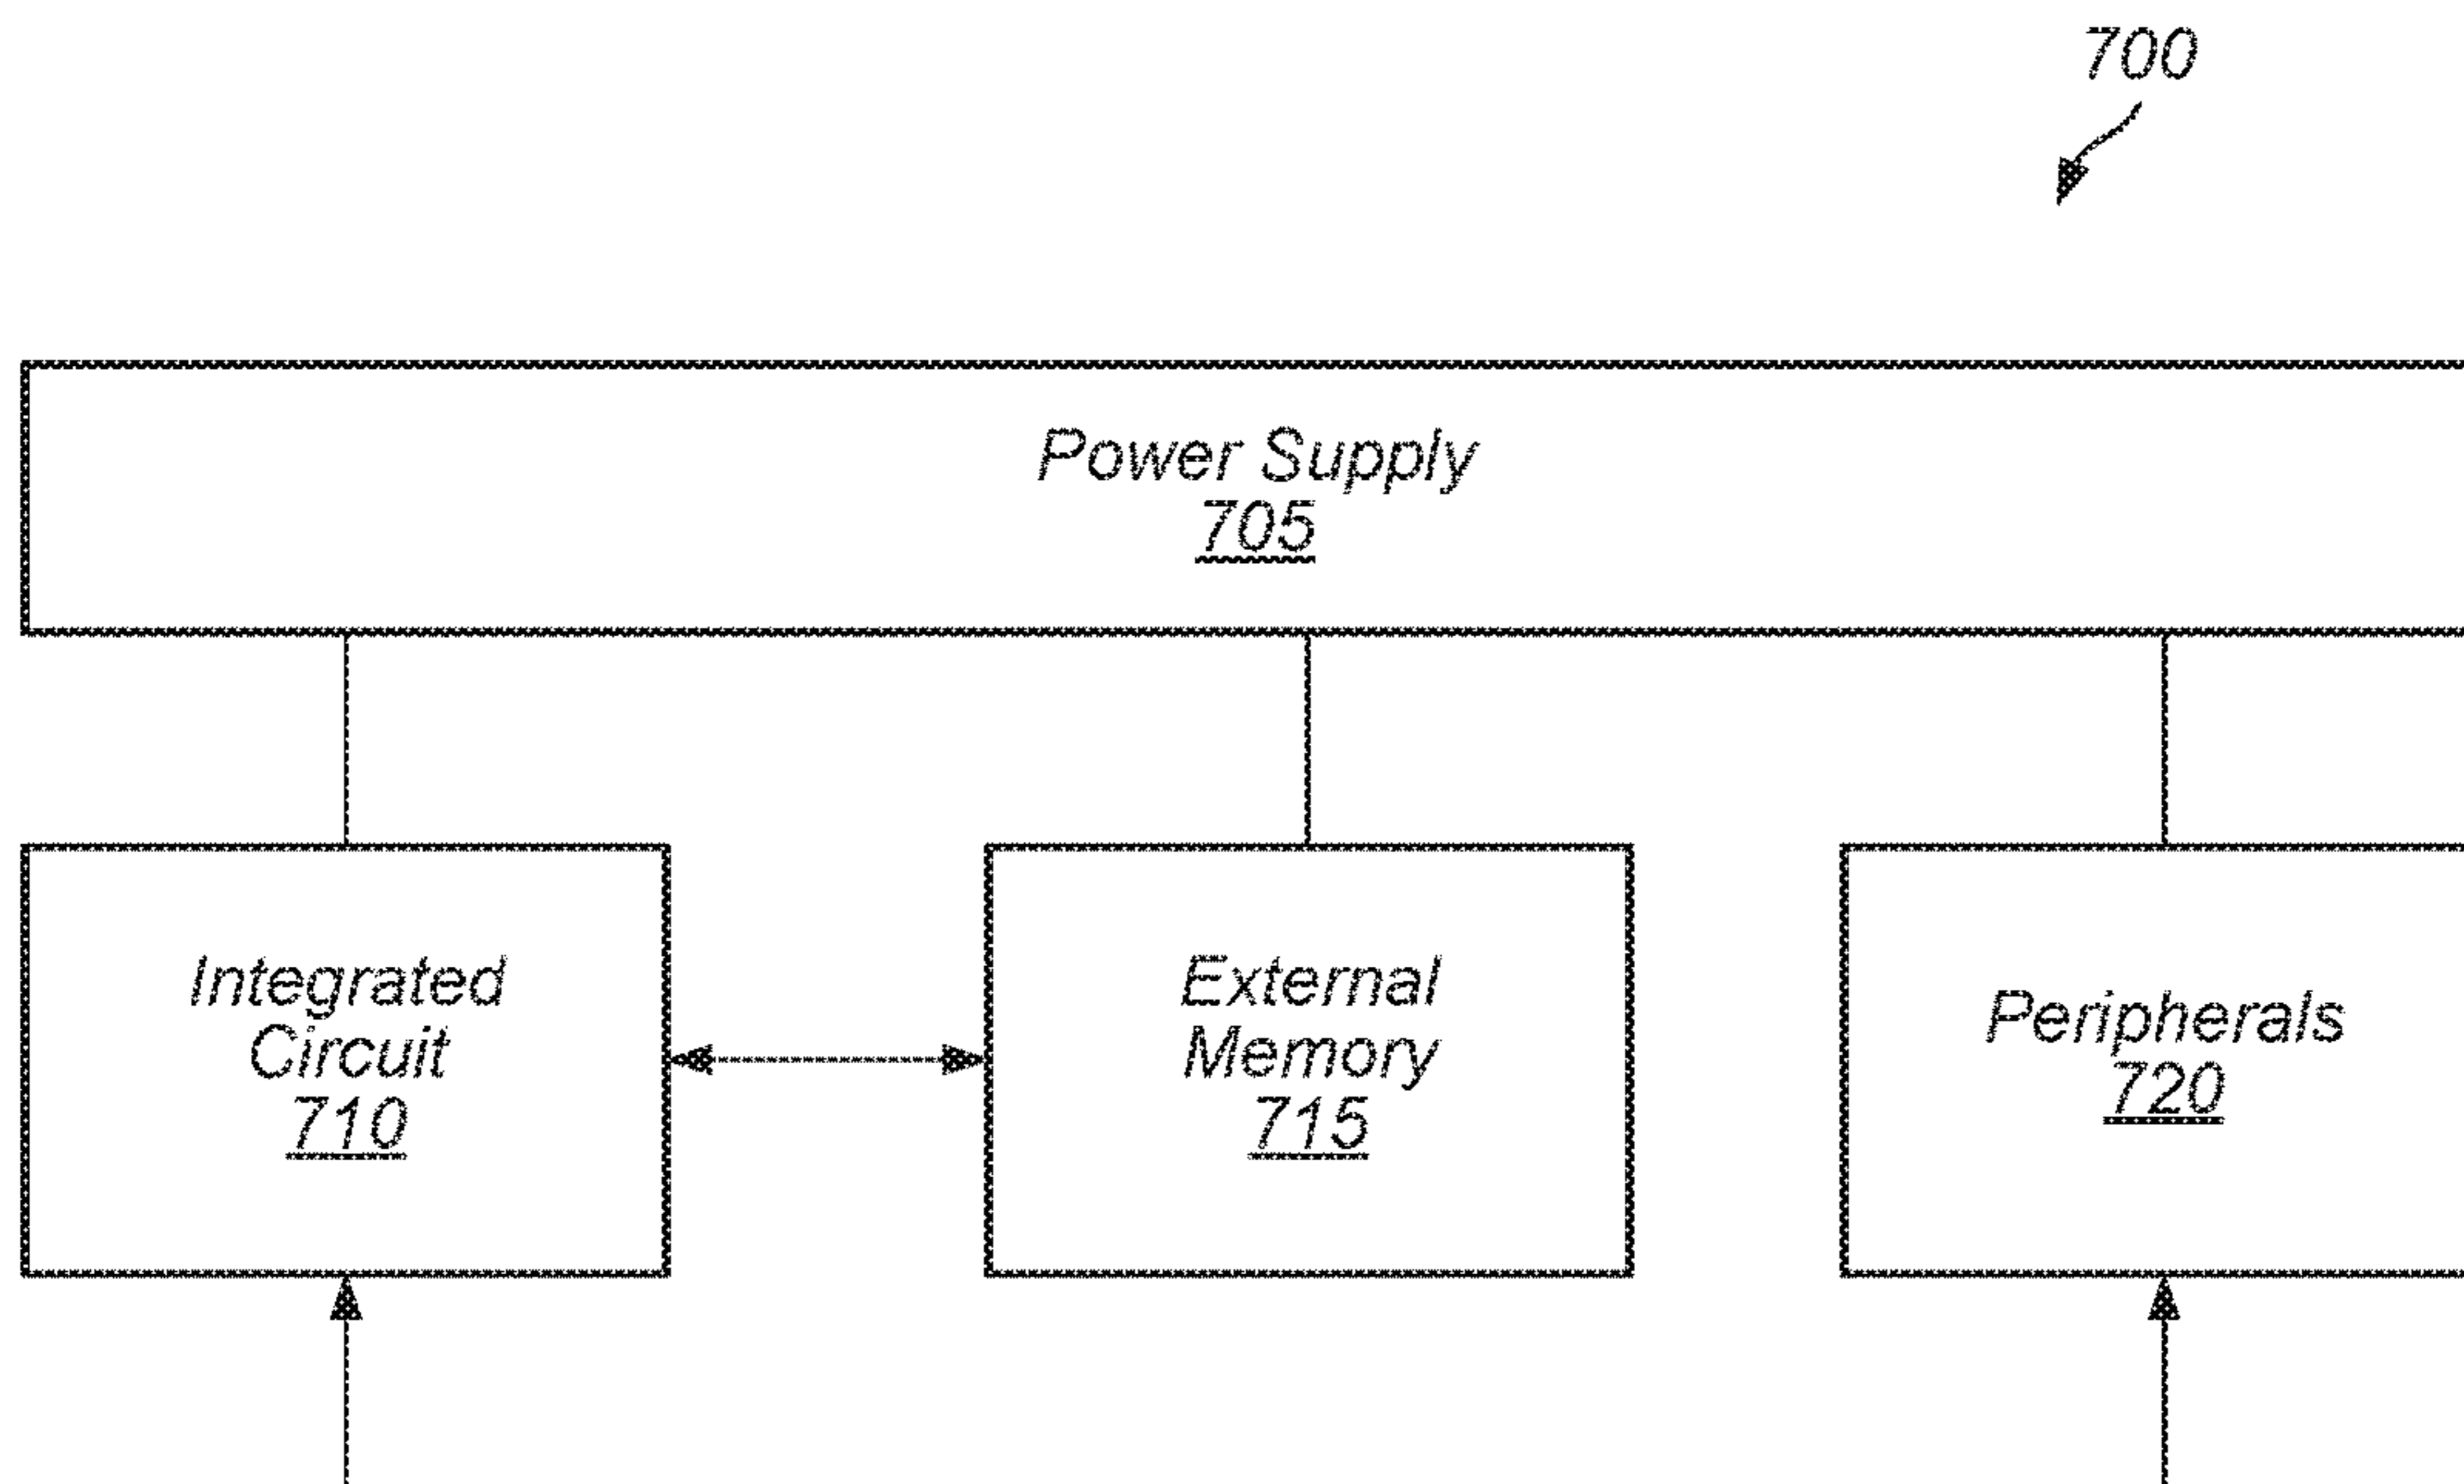 700
Power Supply
705
Integrated
Circuit
710
External
Memory
715
Peripherals
720